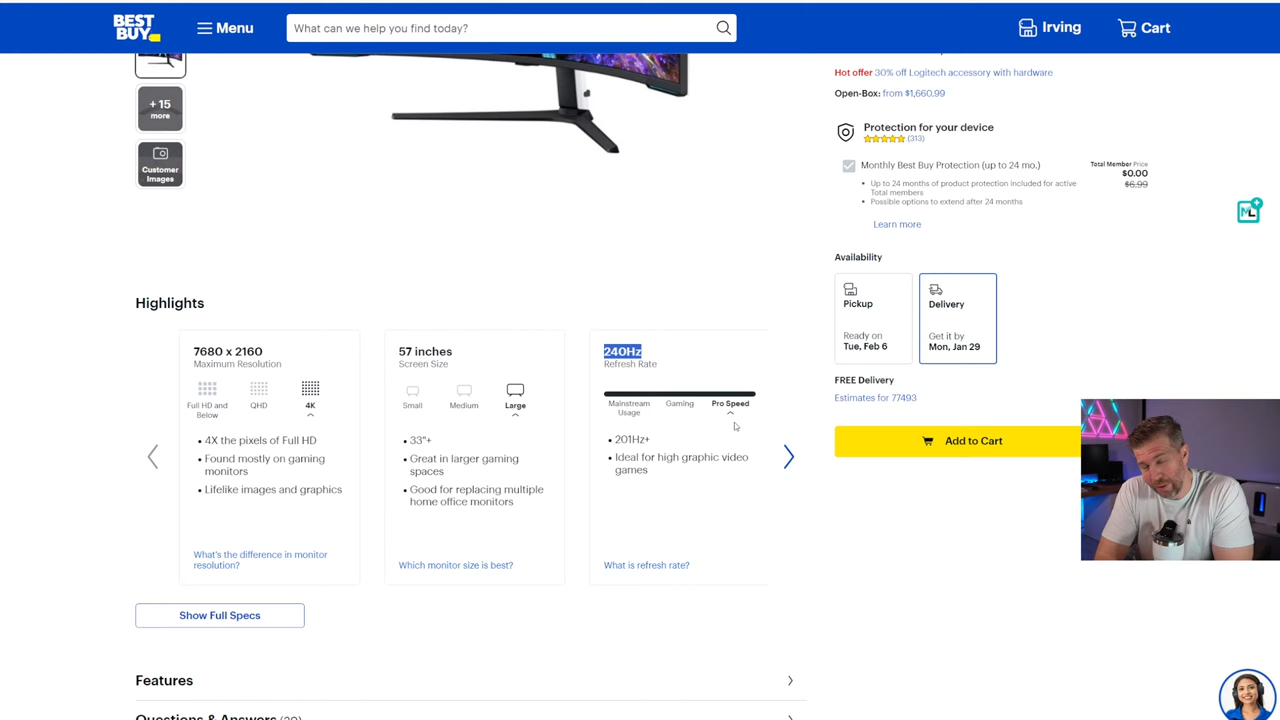 BEST BUY
Menu
What can we help you find today?
Irving
Cart
Hot offer 30% off Logitech accessory with hardware
Open-Box: from $1,660.99
+ 15
more
Customer
Images
Protection for your device
(313)
Monthly Best Buy Protection (up to 24 mo.)
Total Member Price
$0.00
$6.99
• Up to 24 months of product protection included for active
Total members
• Possible options to extend after 24 months
Learn more
ML
Availability
Pickup
Ready on
Tue, Feb 6
Delivery
Get it by
Mon, Jan 29
FREE Delivery
Estimates for 77493
Add to Cart
Highlights
7680 x 2160
Maximum Resolution
Full HD and
Below
QHD
4K
• 4X the pixels of Full HD
• Found mostly on gaming
monitors
• Lifelike images and graphics
What's the difference in monitor
resolution?
57 inches
Screen Size
Small
Medium
Large
• 33"+
• Great in larger gaming
spaces
• Good for replacing multiple
home office monitors
Which monitor size is best?
240Hz
Refresh Rate
Mainstream
Usage
Gaming
Pro Speed
• 201Hz+
• Ideal for high graphic video
games
What is refresh rate?
Show Full Specs
Features
Questions & Answers